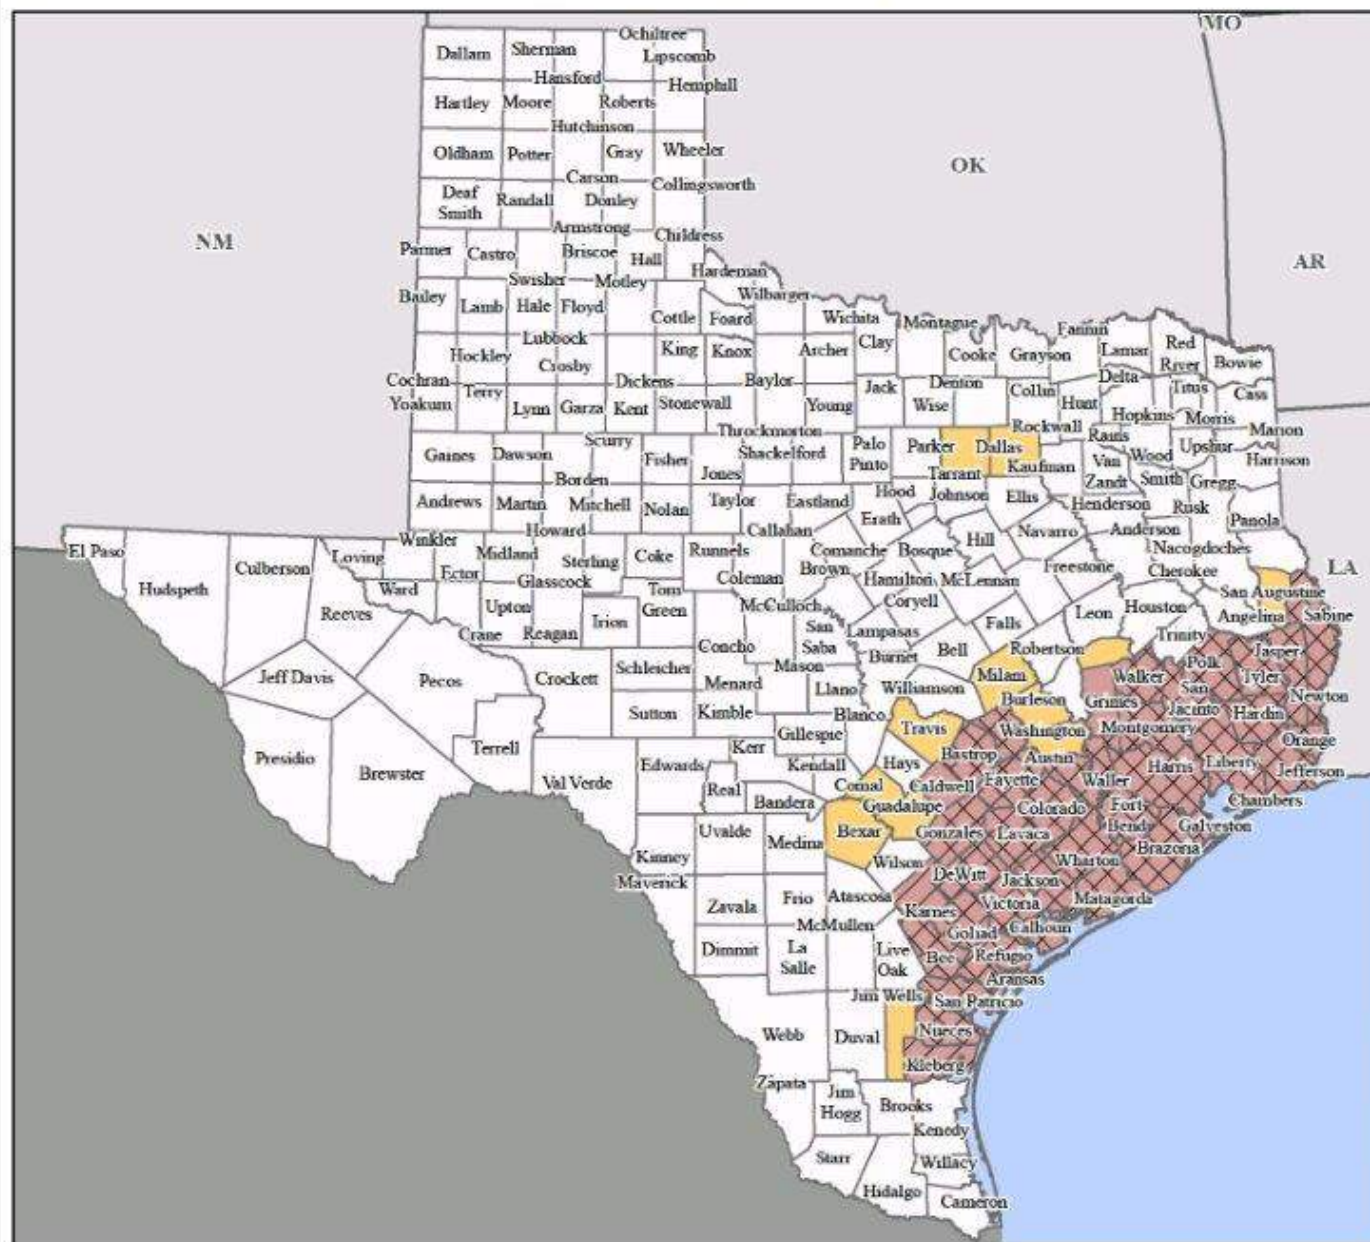 MO
Ochiltree
Dallam
Sherman
Lipscomb
Hansford
Hemphill
Hartley
Moore
Roberts
Hutchinson
Oldham
Potter
Gray
Wheeler
OK
Carson
Collingsworth
Deaf
Smith
Randall
Donley
Armstrong
Childress
NM
Parmer
Castro
Briscoe
Hall
AR
Hardeman
Swisher
Motley
Wilbarger
Bailey
Lamb
Hale
Floyd
Cottle
Foard
Wichita
Montague
Fannin
Clay
Lubbock
King
Knox
Archer
Cooke
Grayson
Lamar
Red
River
Bowie
Hockley
Crosby
Cochran
Dickens
Baylor
Jack
Denton
Collin
Delta
Titus
Cass
Yoakum
Terry
Lynn
Garza
Kent
Stonewall
Young
Wise
Hunt
Hopkins
Morris
Rockwall
Marion
Throckmorton
Scurry
Gaines
Dawson
Fisher
Jones
Shackelford
Palo
Pinto
Parker
Dallas
Rains
Wood
Upshur
Harrison
Kaufman
Van
Zandt
Tarrant
Smith
Gregg
Borden
Andrews
Martin
Mitchell
Nolan
Taylor
Eastland
Hood
Johnson
Ellis
Henderson
Rusk
Panola
Howard
Callahan
Erath
Navarro
Anderson
El Paso
Winkler
Loving
Midland
Sterling
Coke
Runnels
Comanche
Bosque
Hill
Nacogdoches
LA
Culberson
Hudspeth
Ward
Ector
Glasscock
Tom
Green
Coleman
Brown
Hamilton
McLennan
Freestone
Cherokee
San Augustine
Reeves
Upton
Irion
McCulloch
Coryell
Leon
Houston
Angelina
Sabine
Crane
Reagan
Concho
San
Saba
Lampasas
Falls
Trinity
Jeff Davis
Pecos
Crockett
Schleicher
Mason
Burnet
Bell
Robertson
Polk
Jasper
Menard
Llano
Williamson
Milam
Walker
Tyler
Burleson
Grimes
San
Jacinto
Newton
Sutton
Kimble
Blanco
Travis
Washington
Montgomery
Hardin
Gillespie
Orange
Presidio
Brewster
Terrell
Val Verde
Edwards
Kerr
Kendall
Hays
Bastrop
Austin
Harris
Liberty
Jefferson
Real
Bandera
Comal
Caldwell
Fayette
Waller
Chambers
Guadalupe
Colorado
Fort
Bend
Galveston
Uvalde
Medina
Bexar
Gonzales
Lavaca
Brazoria
Kinney
Wilson
Wharton
Maverick
DeWitt
Jackson
Zavala
Frio
Atascosa
Karnes
Victoria
Matagorda
McMullen
Goliad
Calhoun
Dimmit
La
Salle
Live
Oak
Bee
Refugio
Aransas
Jim Wells
San Patricio
Webb
Duval
Nueces
Kleberg
Zapata
Jim
Hogg
Brooks
Kenedy
Starr
Willacy
Hidalgo
Cameron